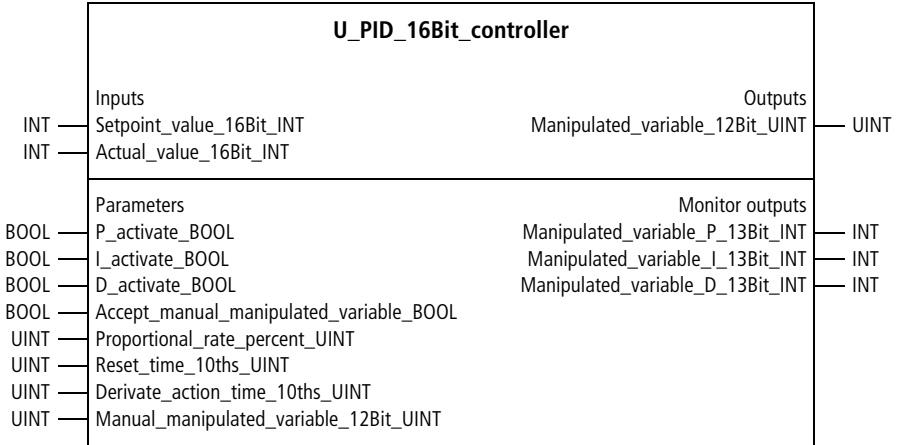 U_PID_16Bit_controller
Inputs Outputs
INT Setpoint_value_16Bit_INT Manipulated_variable_12Bit_UINT UINT
INT Actual_value_16Bit_INT
Parameters Monitor outputs
BOOL P_activate_BOOL Manipulated_variable_P_13Bit_INT INT
BOOL I_activate_BOOL Manipulated_variable_I_13Bit_INT INT
BOOL D_activate_BOOL Manipulated_variable_D_13Bit_INT INT
BOOL Accept_manual_manipulated_variable_BOOL
UINT Proportional_rate_percent_UINT
UINT Reset_time_10ths_UINT
UINT Derivate_action_time_10ths_UINT
UINT Manual_manipulated_variable_12Bit_UINT